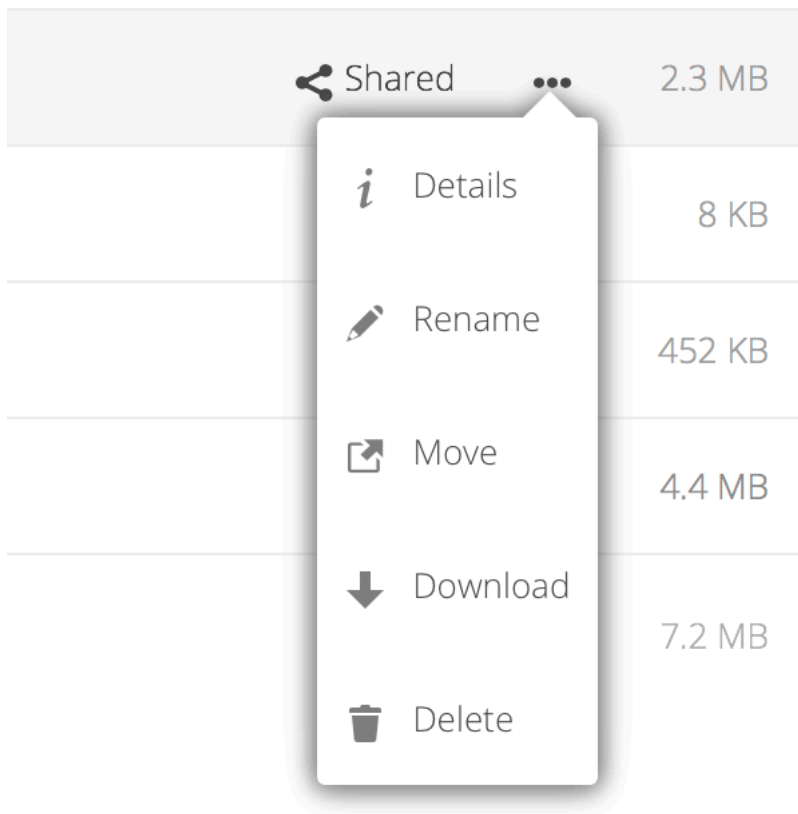 Shared ••• 2.3 MB
Details
8 KB
Rename
452 KB
Move
4.4 MB
Download
7.2 MB
Delete